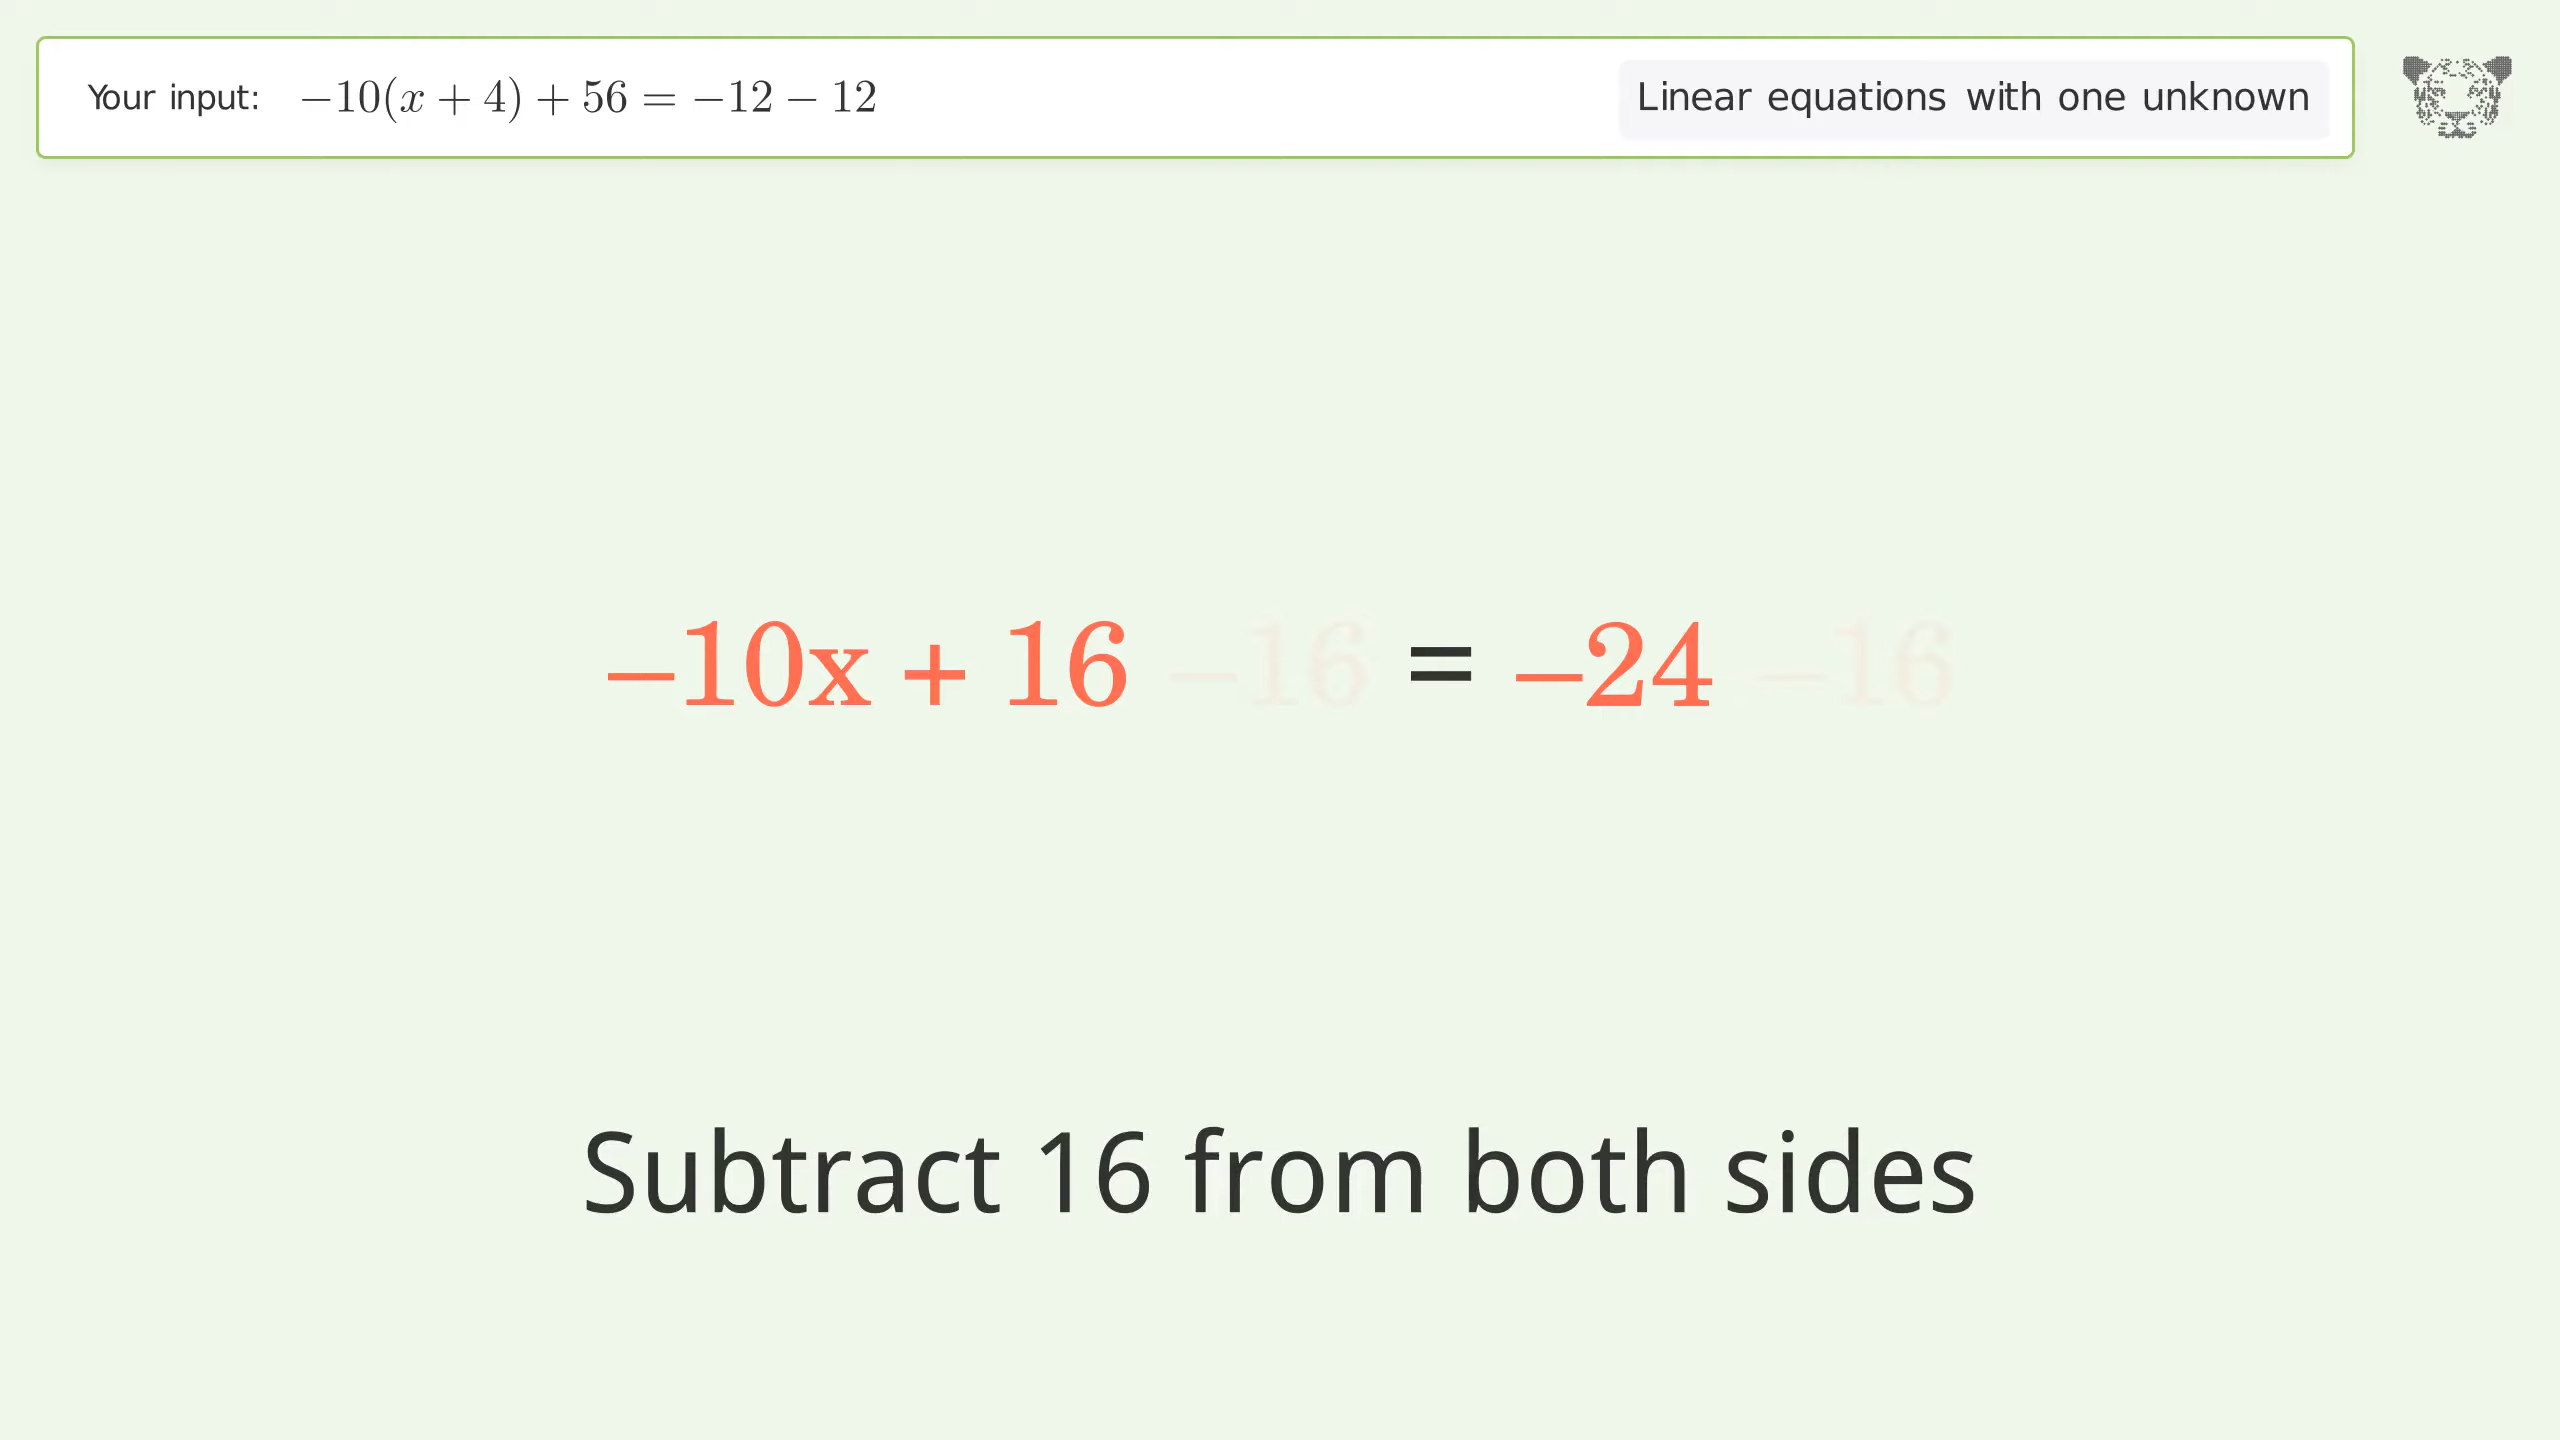 Your input: −10(x + 4) + 56 = −12 − 12
Linear equations with one unknown
–10x + 16 –16 = –24 –16
Subtract 16 from both sides